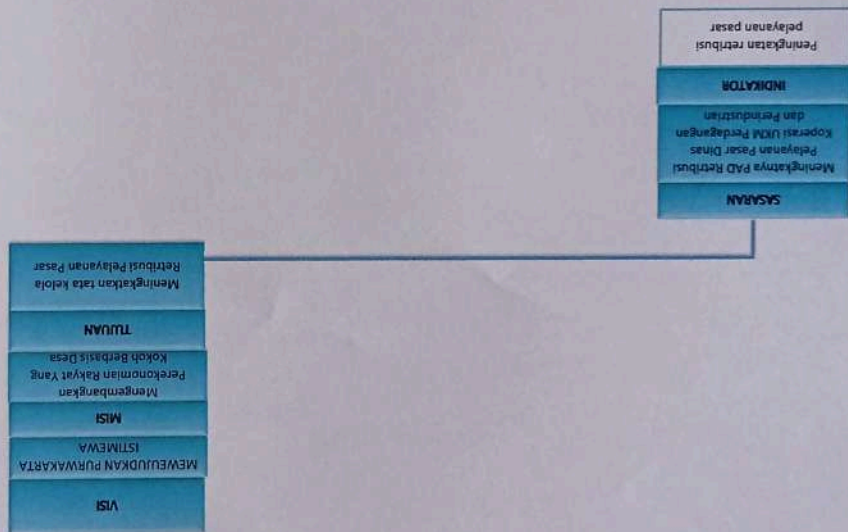 VISI
MEWEUJUDKAN PURWAKARTA
ISTIMEWA
MISI
Mengembangkan
Perekonomian Rakyat Yang
Kokoh Berbasis Desa
TUJUAN
Meningkatkan tata kelola
Retribusi Pelayanan Pasar
SASARAN
Meningkatnya PAD Retribusi
Pelayanan Pasar Dinas
Koperasi UKM Perdagangan
dan Perindustrian
INDIKATOR
Peningkatan retribusi
pelayanan pasar